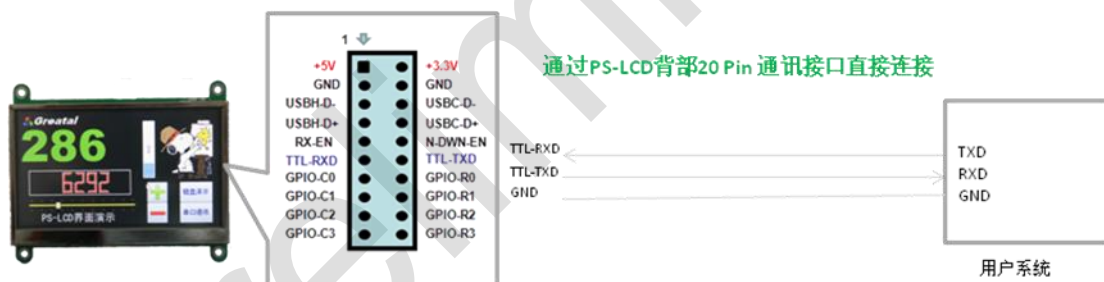 1
+5V +3.3V
GND GND
USBH-D- USBC-D-
USBH-D+ USBC-D+
RX-EN N-DWN-EN
TTL-RXD TTL-TXD
GPIO-C0 GPIO-R0
GPIO-C1 GPIO-R1
GPIO-C2 GPIO-R2
GPIO-C3 GPIO-R3
Greatal
286
6292
PS-LCD界面演示
串口通讯
通过PS-LCD背部20 Pin 通讯接口直接连接
TTL-RXD
TTL-TXD
GND
TXD
RXD
GND
用户系统